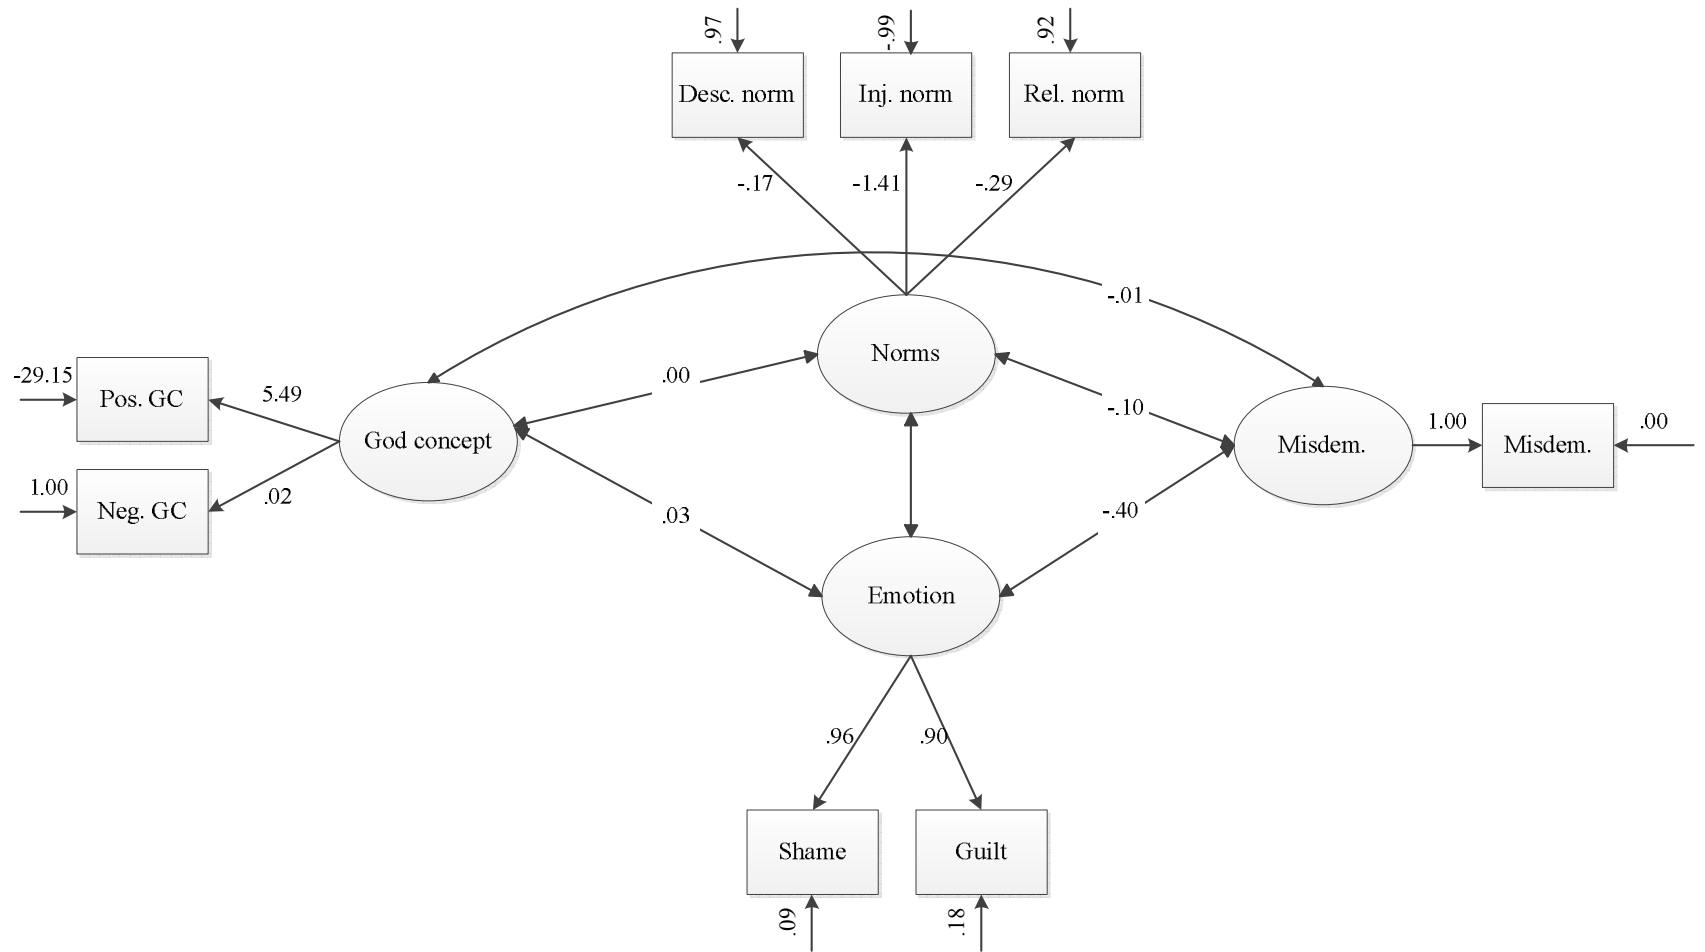 .97
-.99
.92
Desc. norm
Inj. norm
Rel. norm
-.17
-1.41
-.29
-.01
Norms
-29.15
Pos. GC
5.49
.00
God concept
-.10
Misdem.
1.00
Misdem.
.00
1.00
Neg. GC
.02
.03
-.40
Emotion
.96
.90
Shame
Guilt
.09
.18